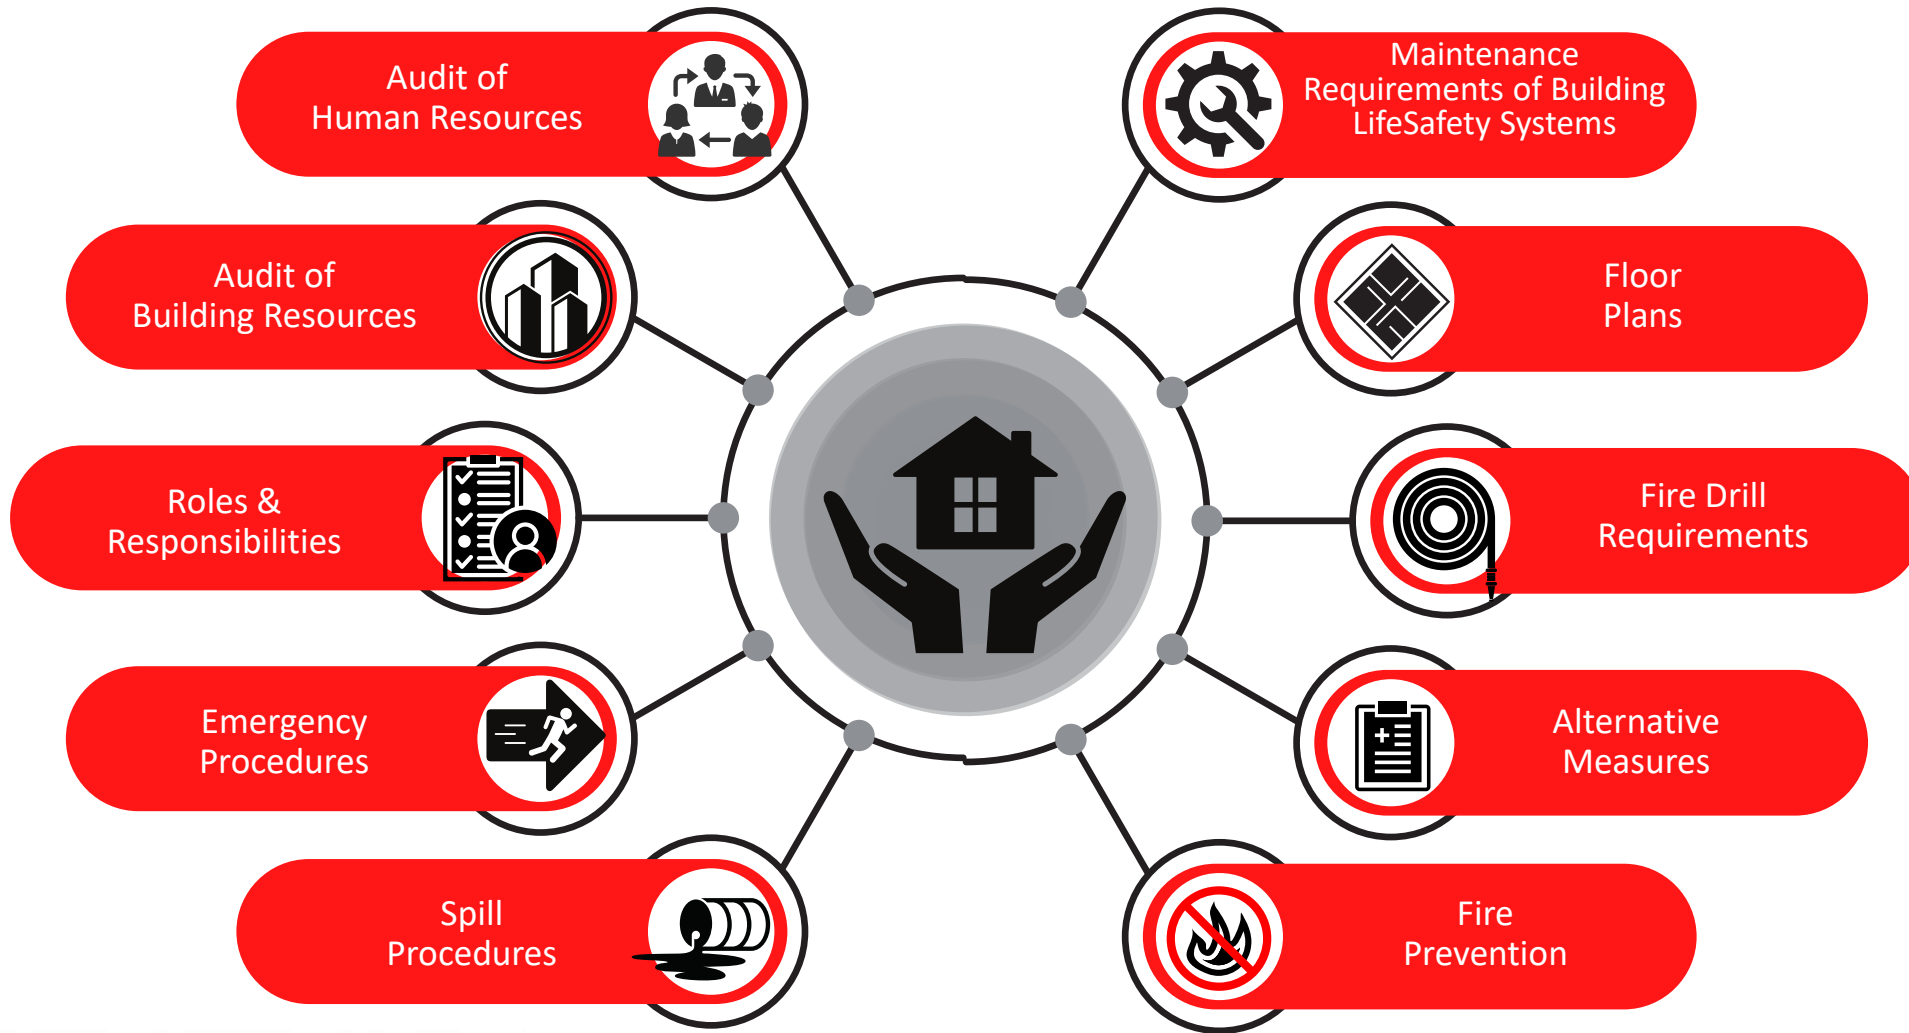 Audit of
Human Resources
Audit of
Building Resources
Roles &
Responsibilities
Emergency
Procedures
Spill
Procedures
Maintenance
Requirements of Building
LifeSafety Systems
Floor
Plans
Fire Drill
Requirements
Alternative
Measures
Fire
Prevention